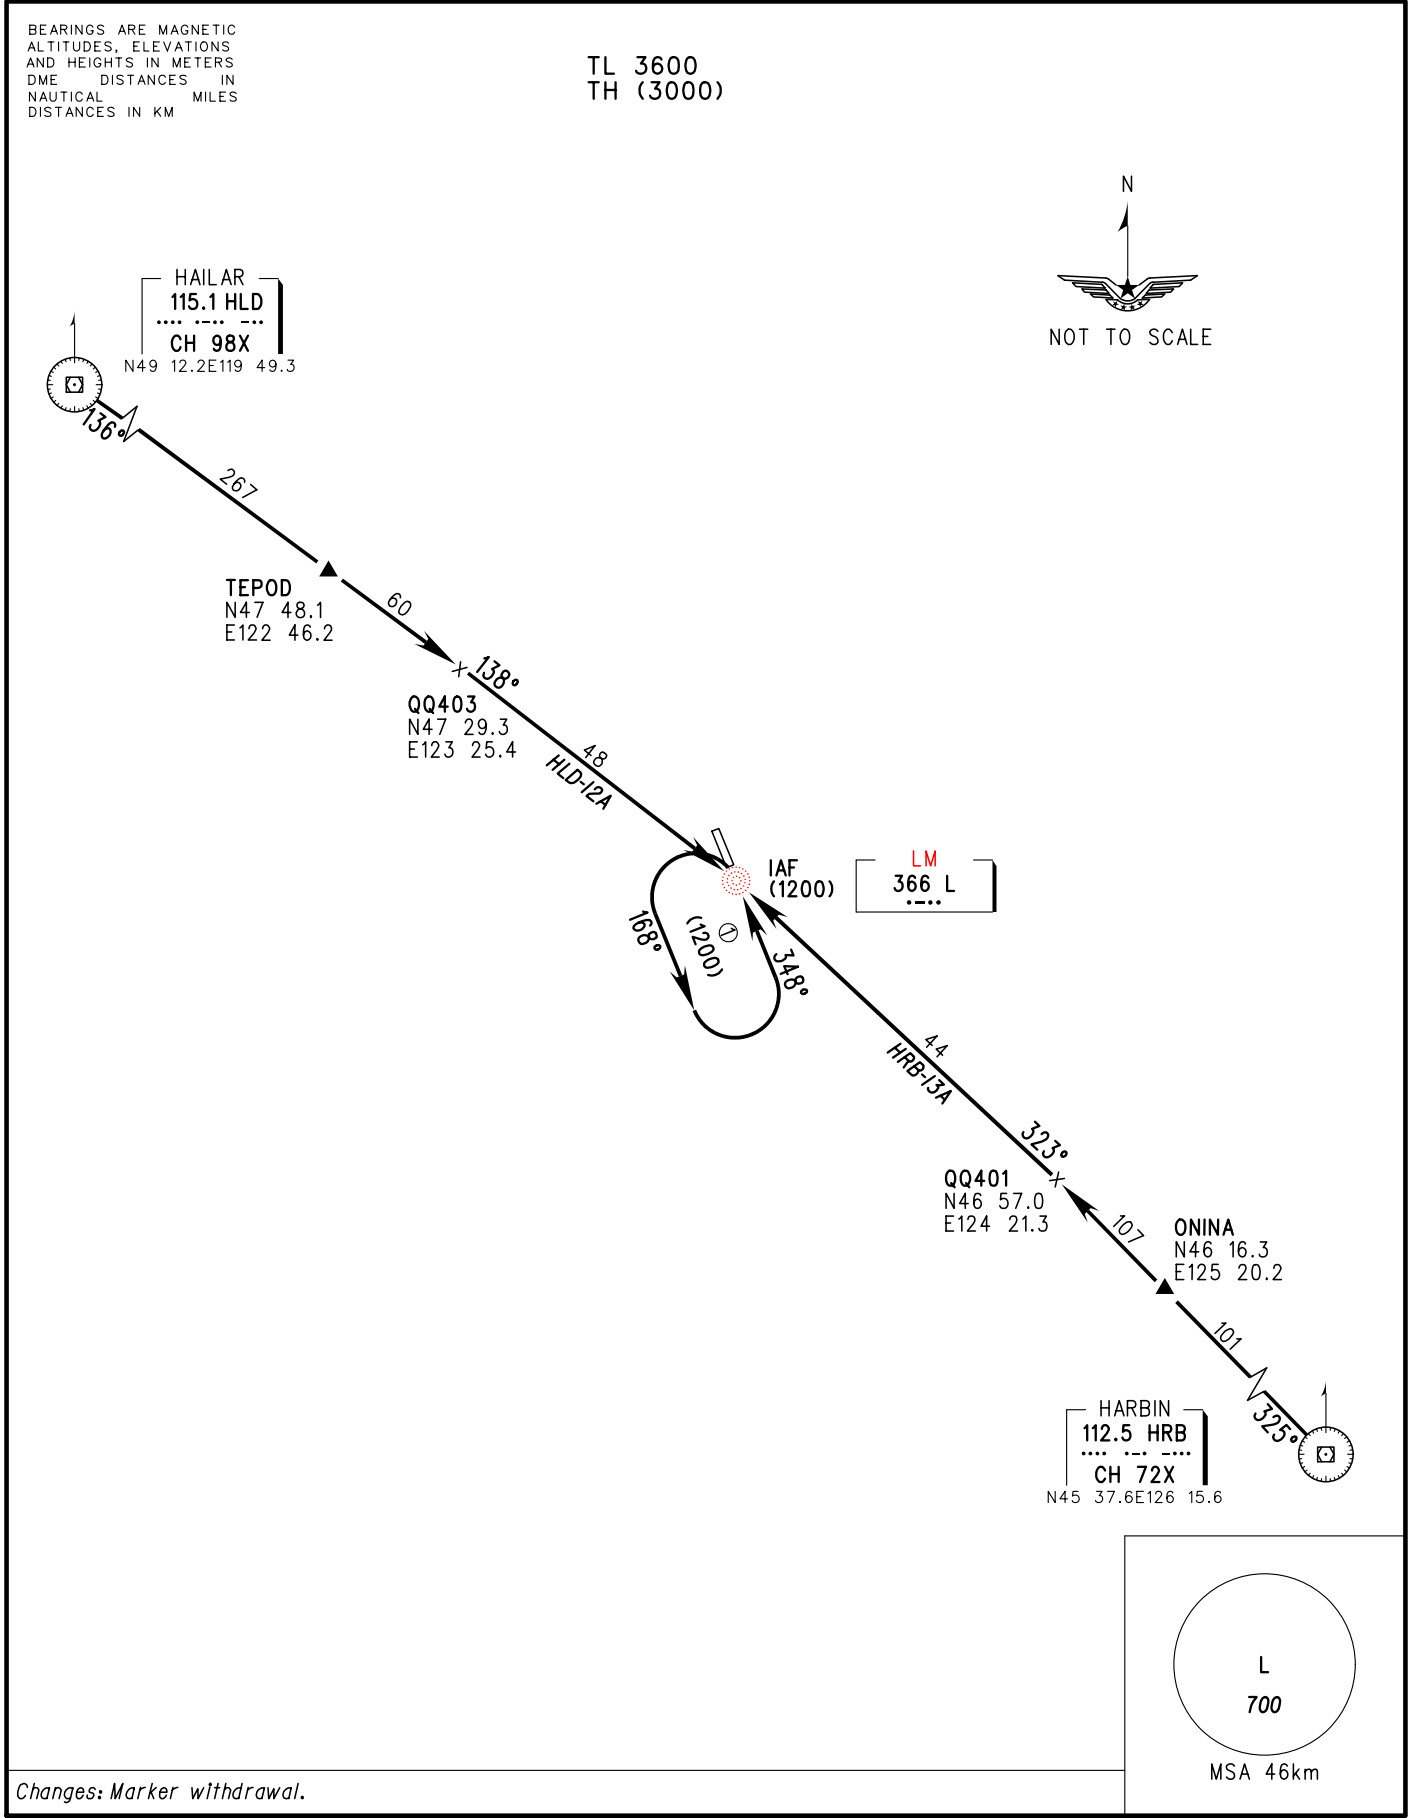 BEARINGS ARE MAGNETIC
ALTITUDES, ELEVATIONS
AND HEIGHTS IN METERS
DME DISTANCES IN
NAUTICAL MILES
DISTANCES IN KM
TL 3600
TH (3000)
N
NOT TO SCALE
HAILAR
115.1 HLD
CH 98X
N49 12.2E119 49.3
136°
267
TEPOD
N47 48.1
E122 46.2
60
138°
QQ403
N47 29.3
E123 25.4
48
HLD-12A
IAF
(1200)
LM
366 L
168°
①
(1200)
348°
44
HRB-13A
323°
QQ401
N46 57.0
E124 21.3
107
ONINA
N46 16.3
E125 20.2
101
325°
HARBIN
112.5 HRB
CH 72X
N45 37.6E126 15.6
L
700
MSA 46km
Changes: Marker withdrawal.